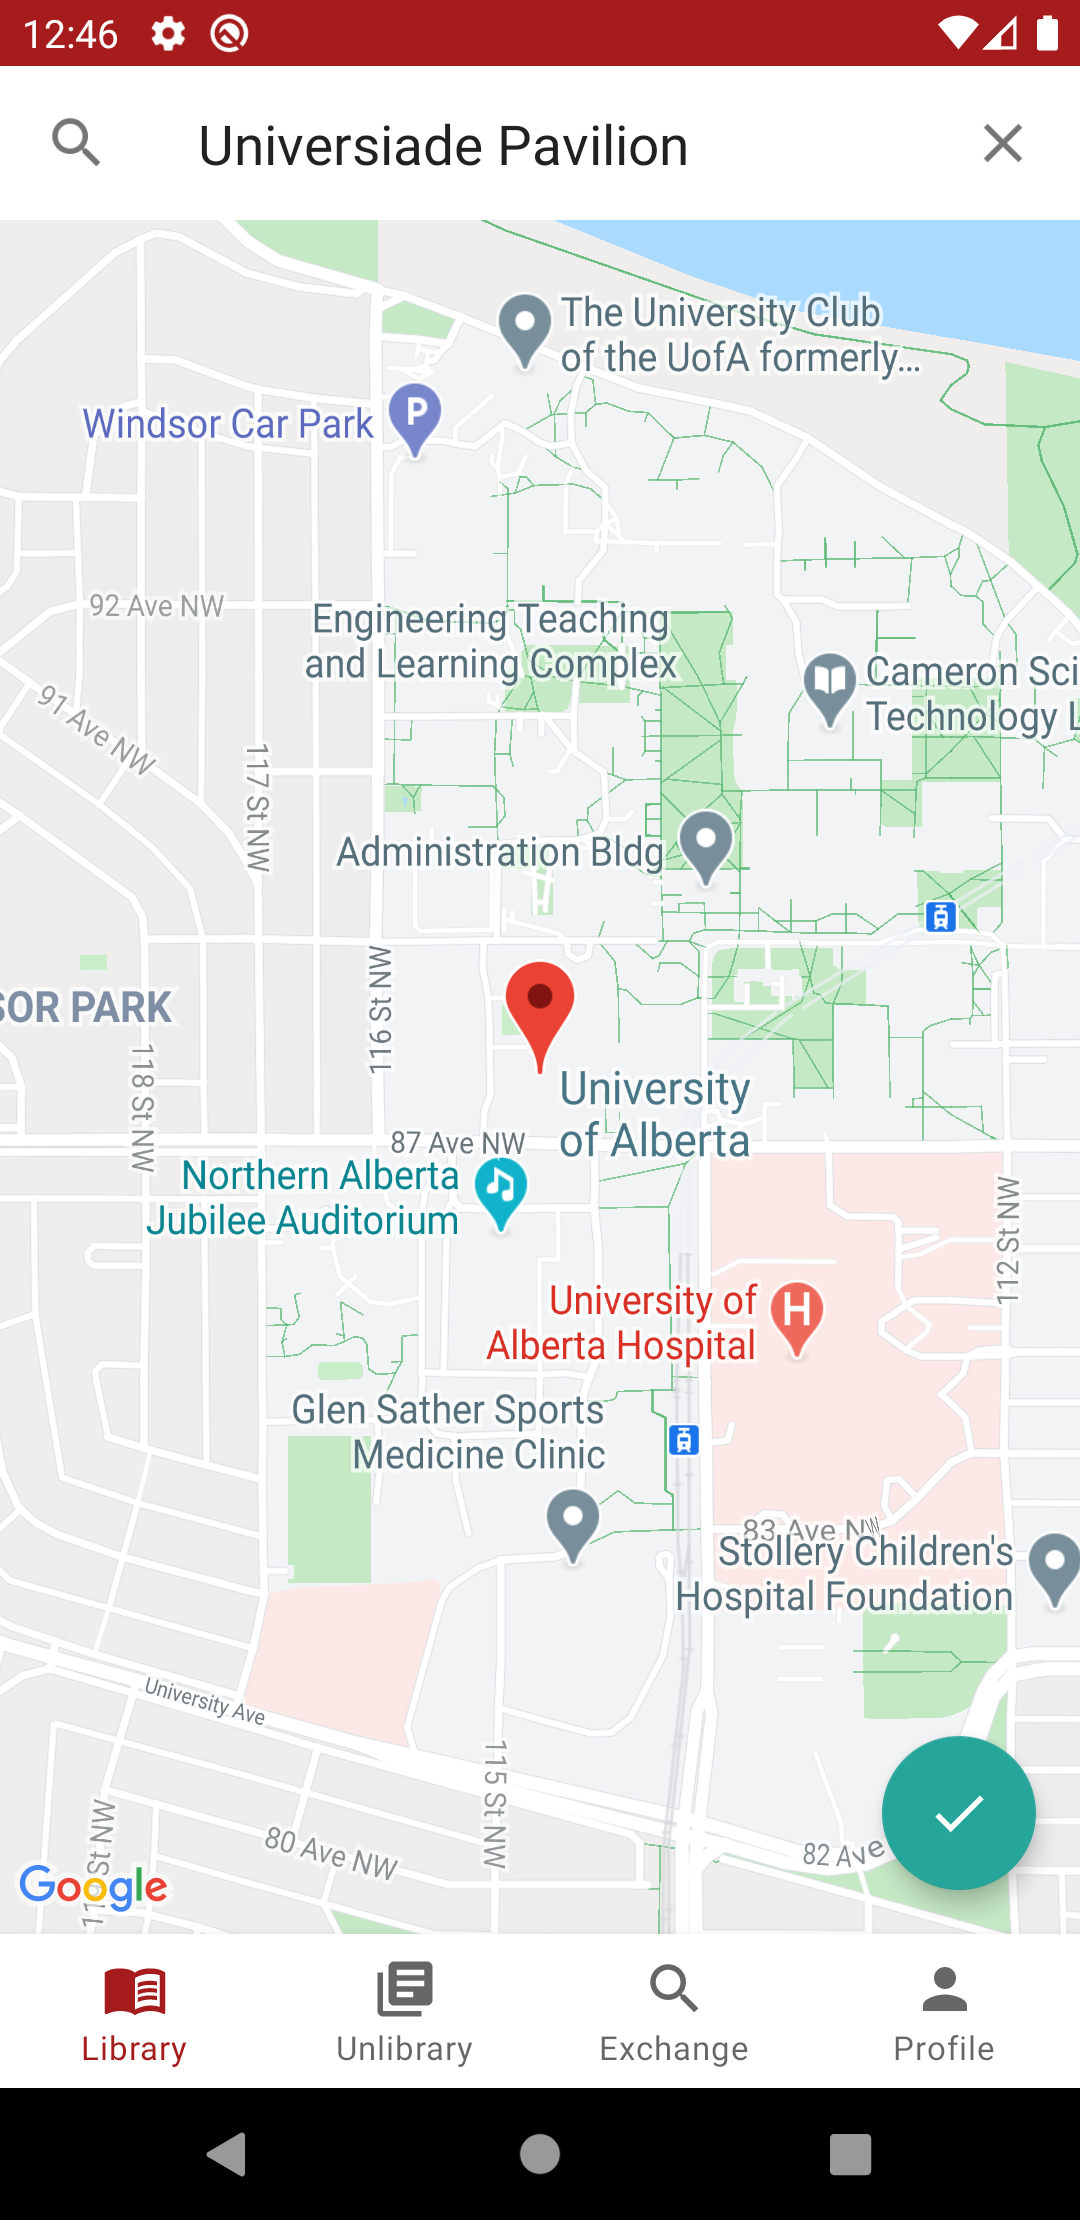 12:46
Universiade Pavilion
The University Club
of the UofA formerly...
P
Windsor Car Park
92 Ave NW
Engineering Teaching
and Learning Complex
91 Ave NW
Cameron Sci
Technology L
117 St NW
Administration Bldg
SOR PARK
116 St NW
118 St NW
University
of Alberta
87 Ave NW
Northern Alberta
Jubilee Auditorium
112 St NW
University of
Alberta Hospital
H
Glen Sather Sports
Medicine Clinic
83 Ave NW
Stollery Children's
Hospital Foundation
University Ave
115 St NW
80 Ave NW
82 Ave
St NW
Google
Library
Unlibrary
Exchange
Profile